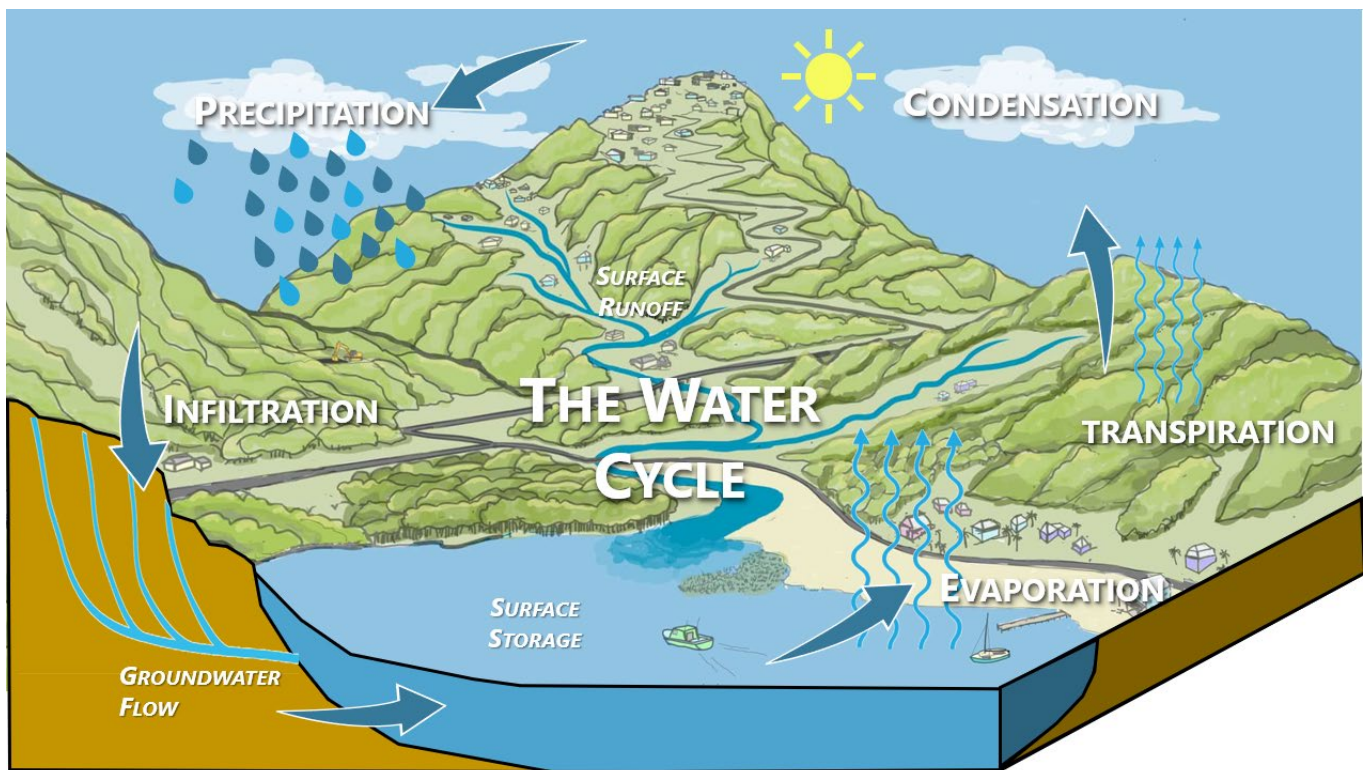 PRECIPITATION
CONDENSATION
SURFACE
RUNOFF
THE WATER
CYCLE
INFILTRATION
TRANSPIRATION
EVAPORATION
SURFACE
STORAGE
GROUNDWATER
FLOW